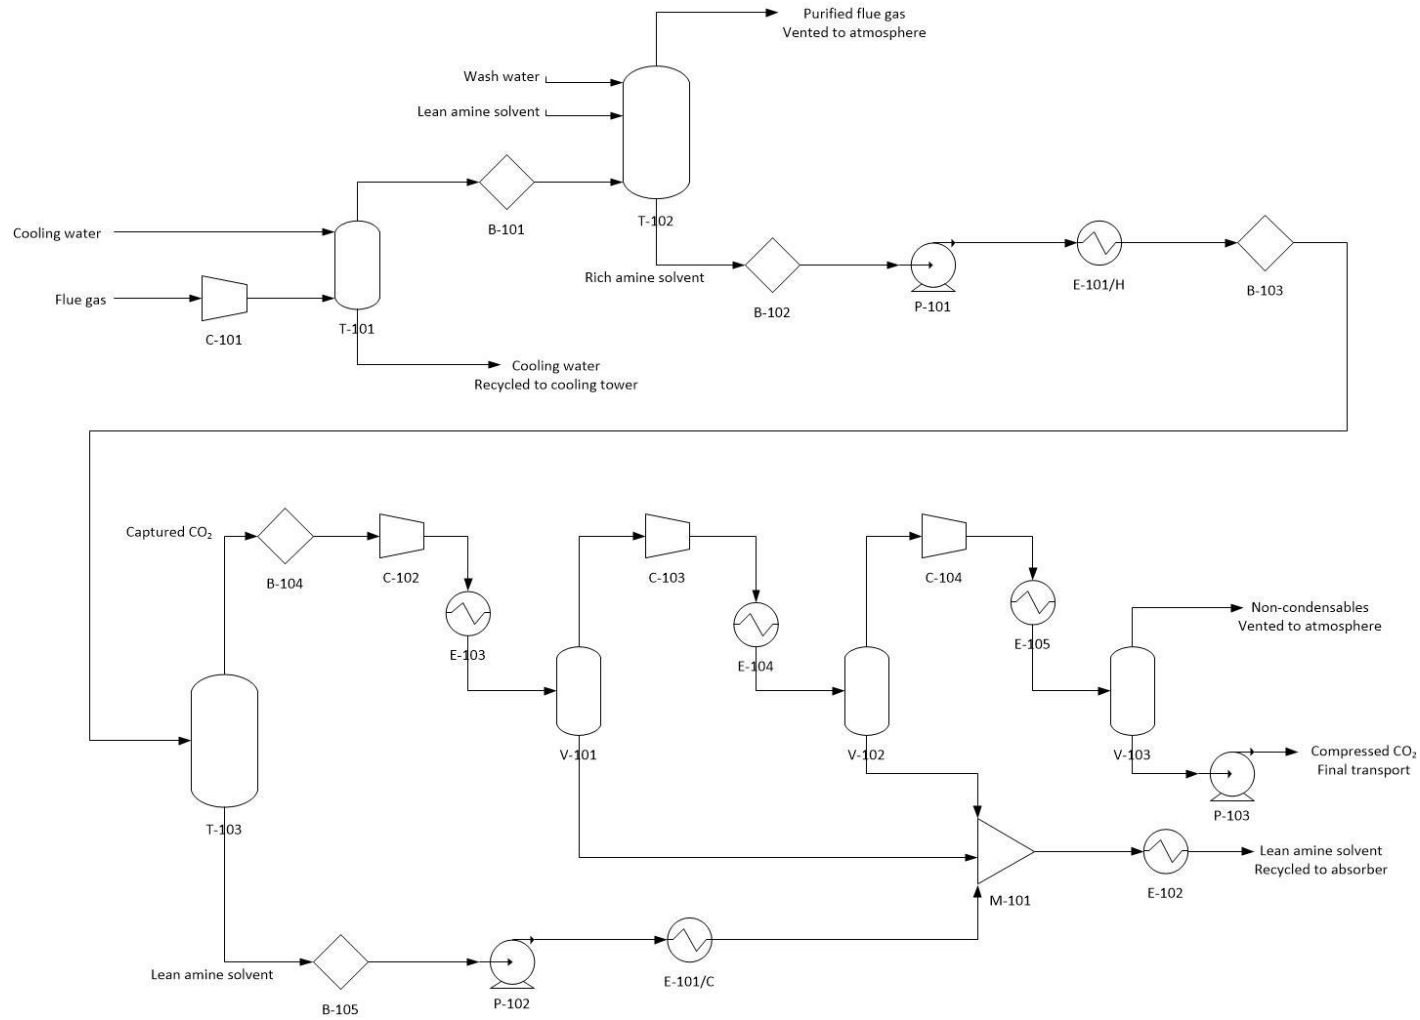 Purified flue gas
Vented to atmosphere
Wash water
Lean amine solvent
T-102
B-101
Cooling water
Flue gas
C-101
T-101
Cooling water
Recycled to cooling tower
Rich amine solvent
B-102
P-101
E-101/H
B-103
Captured CO₂
B-104
C-102
E-103
V-101
C-103
E-104
V-102
C-104
E-105
Non-condensables
Vented to atmosphere
V-103
Compressed CO₂
Final transport
P-103
T-103
Lean amine solvent
Recycled to absorber
E-102
M-101
Lean amine solvent
B-105
P-102
E-101/C